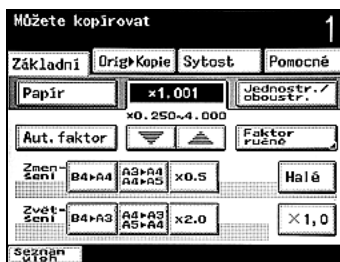 Můžete kopírovat 1
Základní Orig▸Kopie Sytost Pomocné
Papír ×1.001 Jednostr./
oboustr.
×0.250~4.000
Aut.faktor Faktor
ručně
Zmen-
šení B4▸A4 A3▸A4
A4▸A5 ×0.5 Halé
Zvět-
šení B4▸A3 A4▸A3
A5▸A4 ×2.0 ×1,0
Seznam
úloh